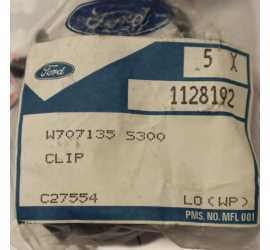 Ford
5 X
Ford
1128192
W707135 S300
CLIP
C27554 LO (WP)
PMS. NO. MFL 001